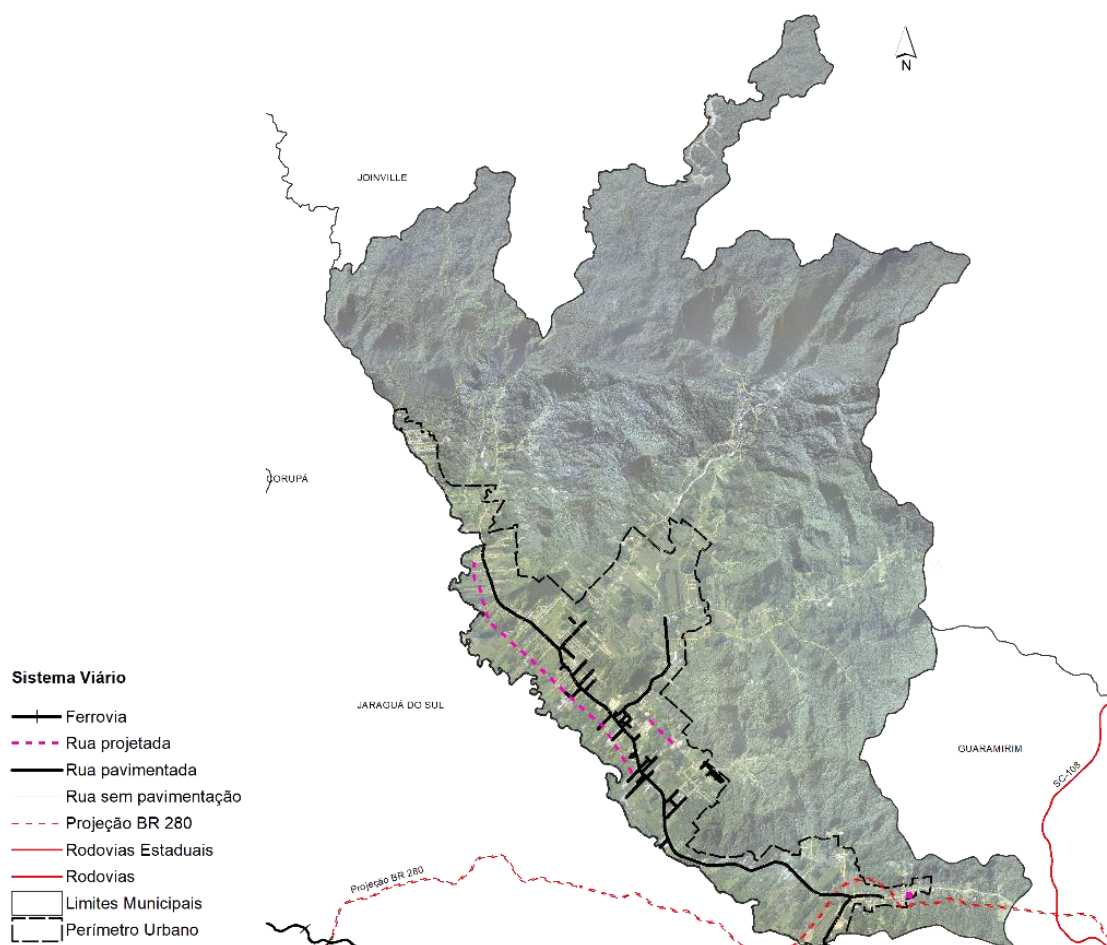 N
JOINVILLE
CORUPÁ
JARAGUÁ DO SUL
GUARAMIRIM
SC-108
Projeção BR 280
Sistema Viário
Ferrovia
Rua projetada
Rua pavimentada
Rua sem pavimentação
Projeção BR 280
Rodovias Estaduais
Rodovias
Limites Municipais
Perímetro Urbano